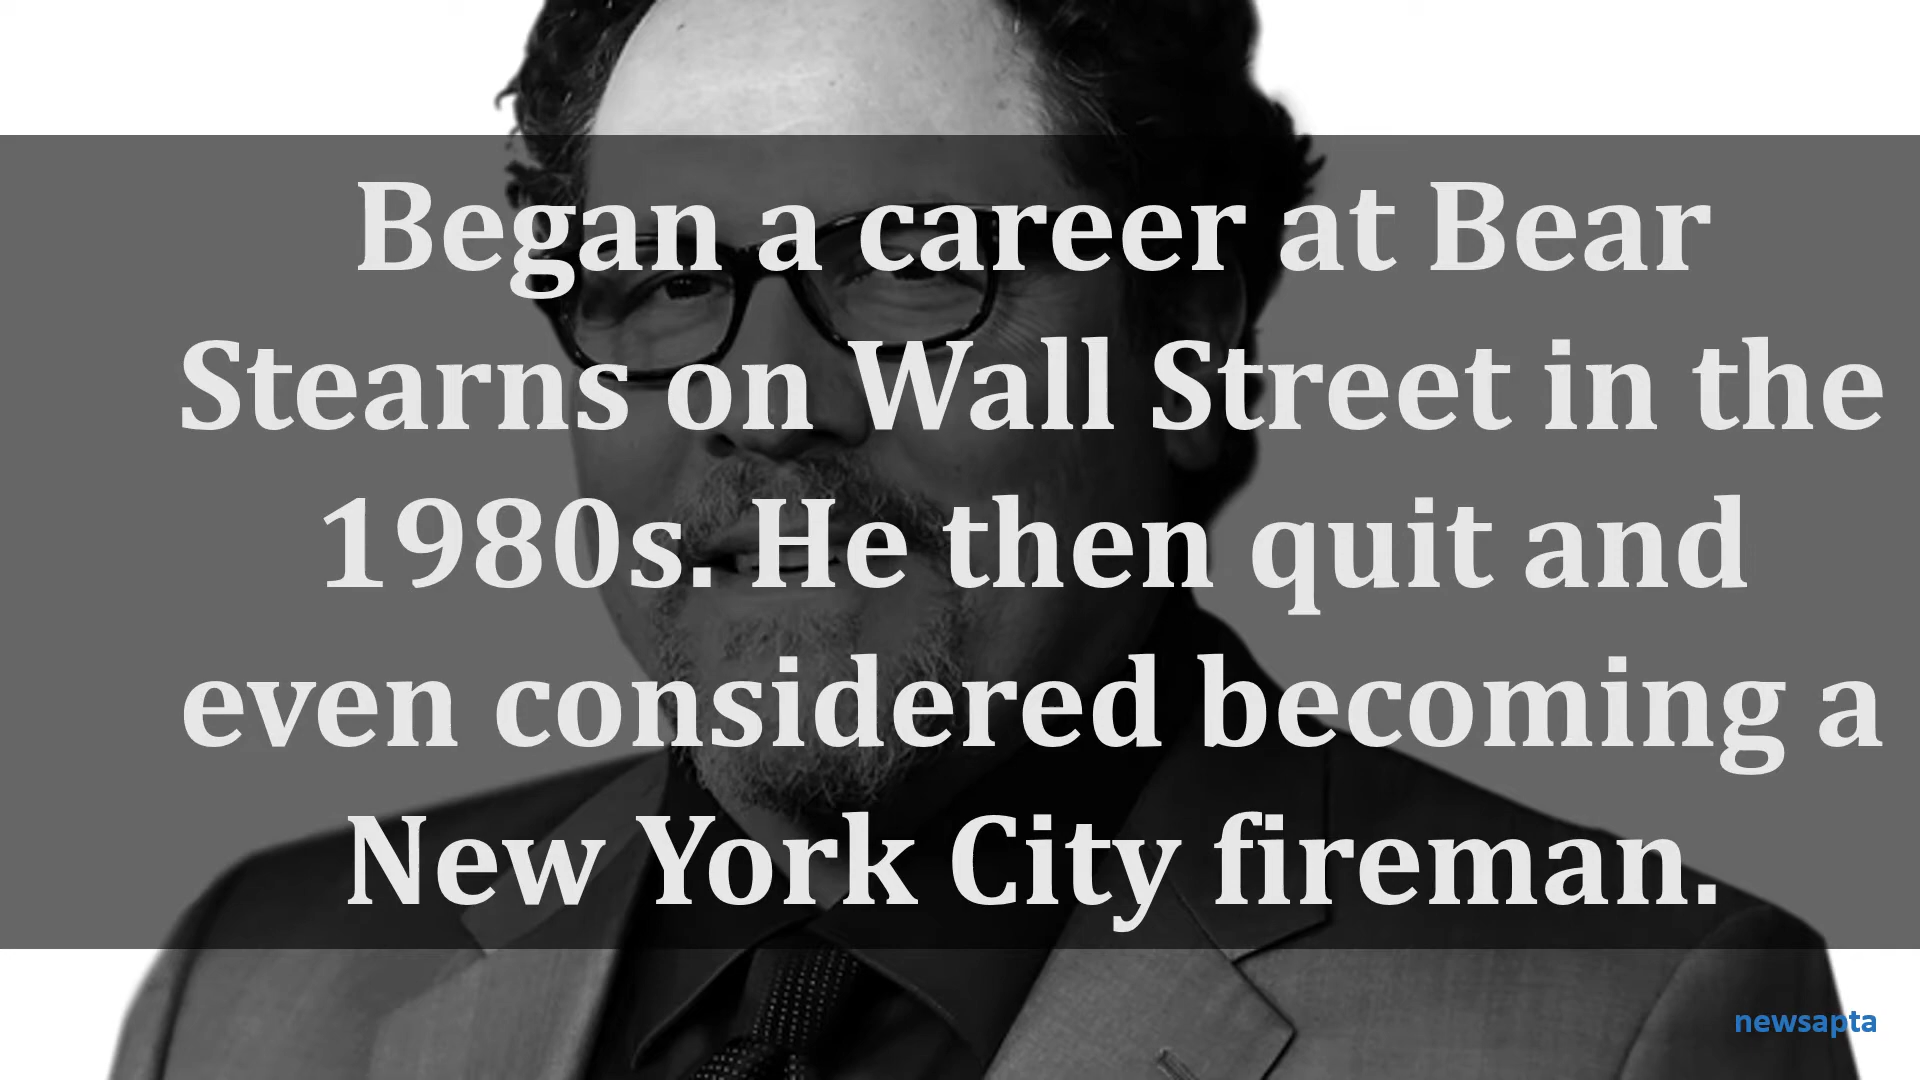 Began a career at Bear
Stearns on Wall Street in the
1980s. He then quit and
even considered becoming a
New York City fireman.
newsapta